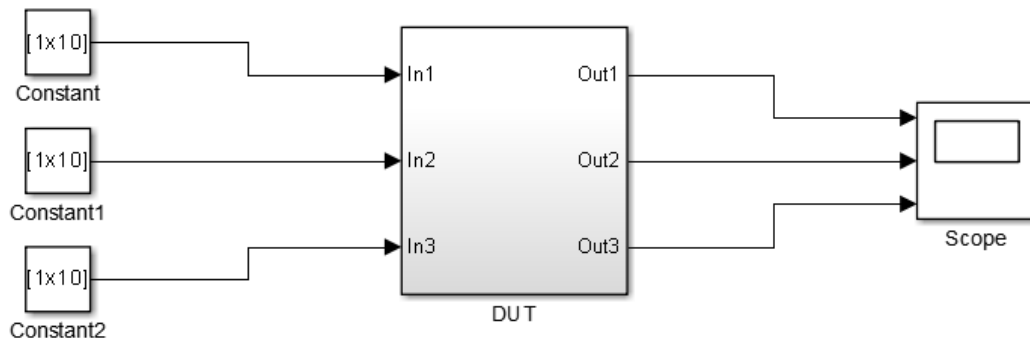 [1x10]
Constant
[1x10]
Constant1
[1x10]
Constant2
In1
In2
In3
Out1
Out2
Out3
DUT
Scope